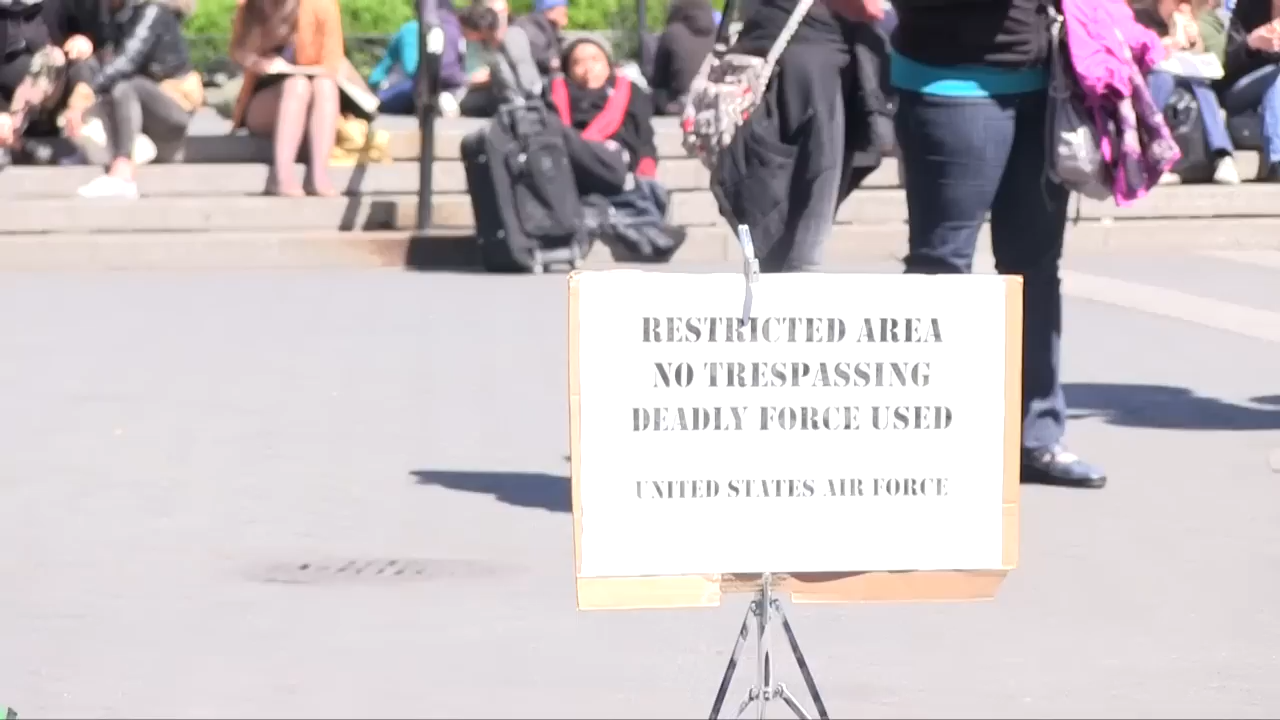 RESTRICTED AREA
NO TRESPASSING
DEADLY FORCE USED
UNITED STATES AIR FORCE